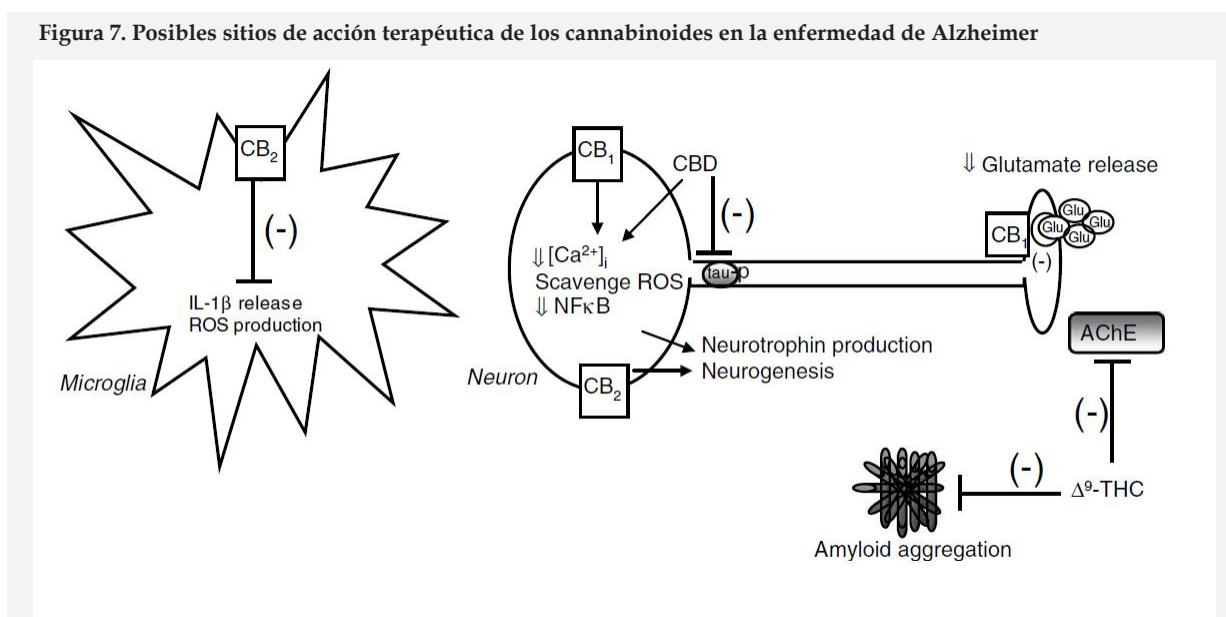 Figura 7. Posibles sitios de acción terapéutica de los cannabinoides en la enfermedad de Alzheimer
CB₂
(-)
IL-1β release
ROS production
Microglia
CB₁
CBD
(-)
⇓[Ca²⁺]ᵢ
Scavenge ROS
⇓ NFκB
tau-p
Neurotrophin production
Neurogenesis
Neuron
CB₂
⇓ Glutamate release
CB₁
Glu
Glu
Glu
Glu
(-)
AChE
(-)
(-)
Δ⁹-THC
Amyloid aggregation